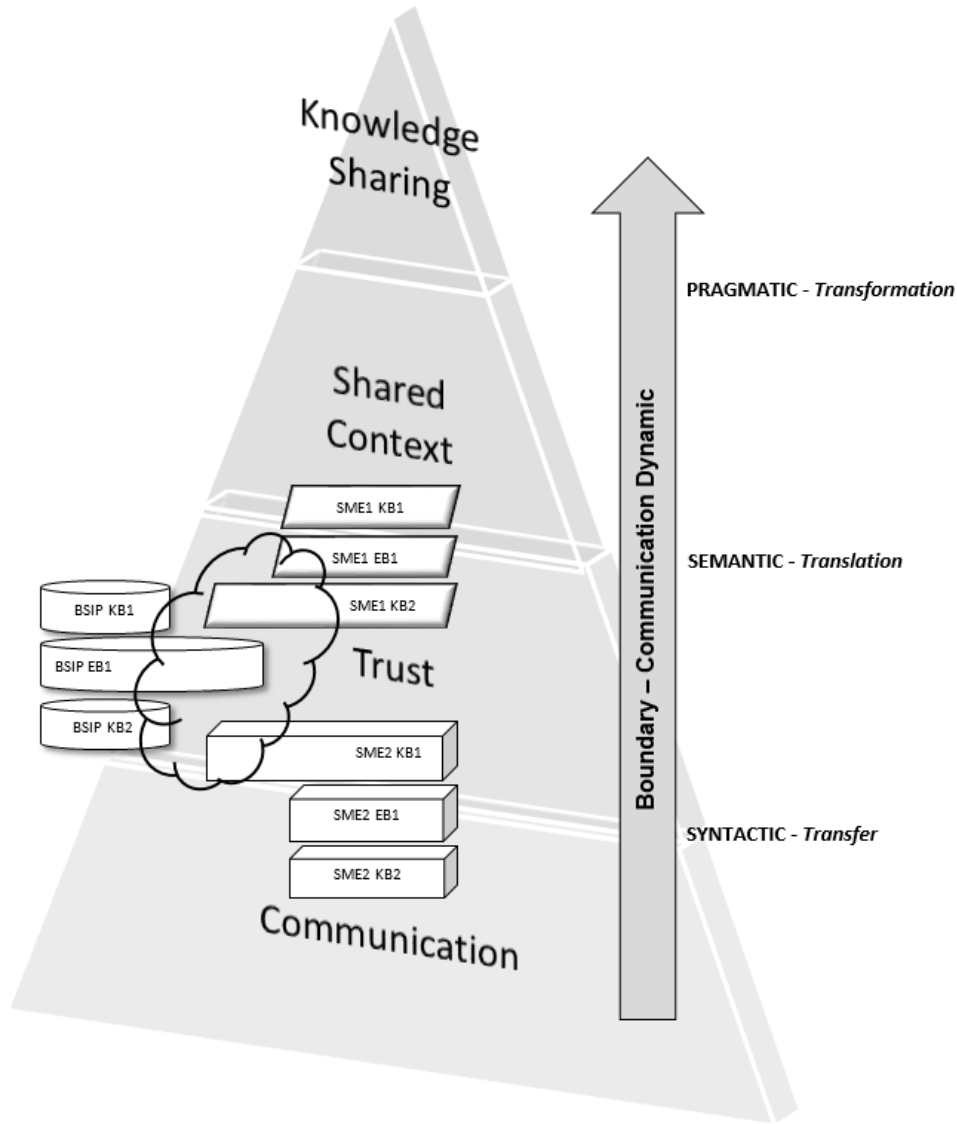 Knowledge
Sharing
PRAGMATIC - Transformation
Shared
Context
SME1 KB1
SME1 EB1
SEMANTIC - Translation
SME1 KB2
BSIP KB1
BSIP EB1
Trust
BSIP KB2
SME2 KB1
SME2 EB1
SYNTACTIC - Transfer
SME2 KB2
Communication
Boundary – Communication Dynamic